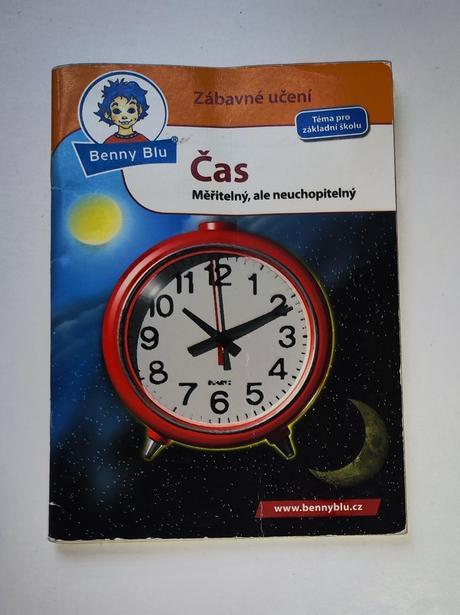 Zábavné učení
Téma pro
základní školu
Benny Blu®
Čas
Měřitelný, ale neuchopitelný
12
1
2
3
4
5
6
7
8
9
10
11
QUARTZ
www.bennyblu.cz